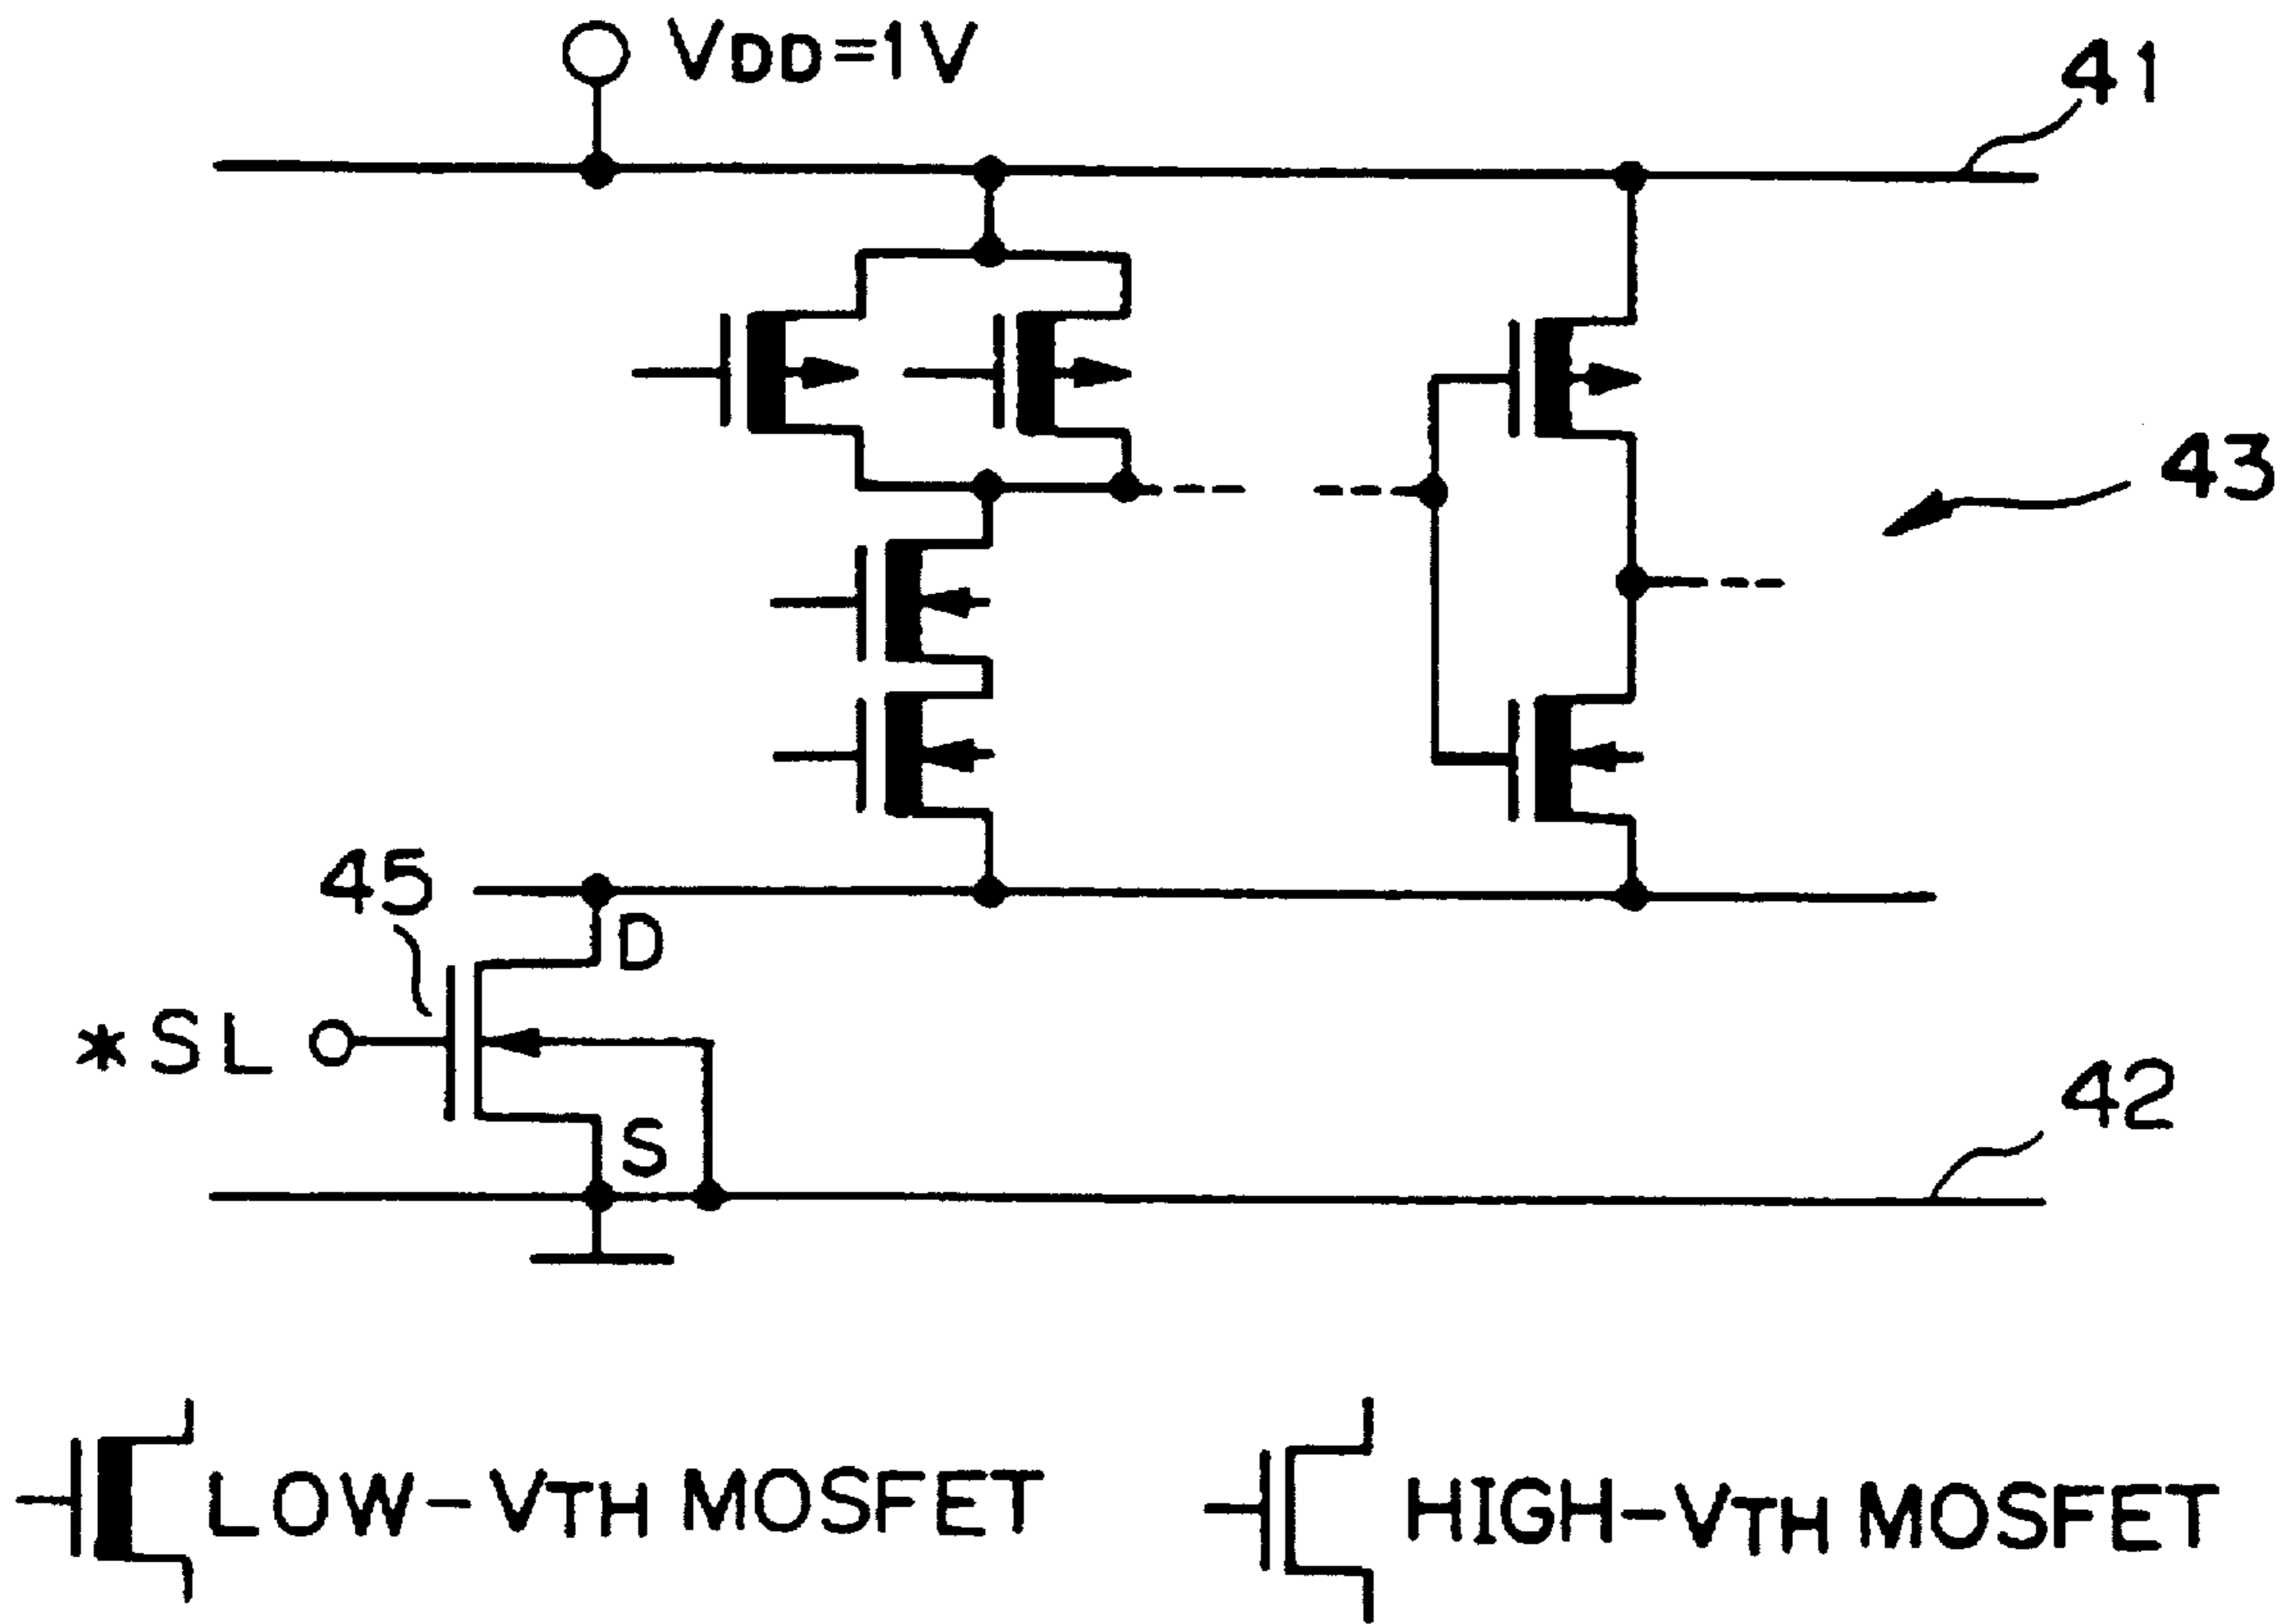 VDD=1V
41
43
45
D
*SL
S
42
LOW-VTH MOSFET
HIGH-VTH MOSFET